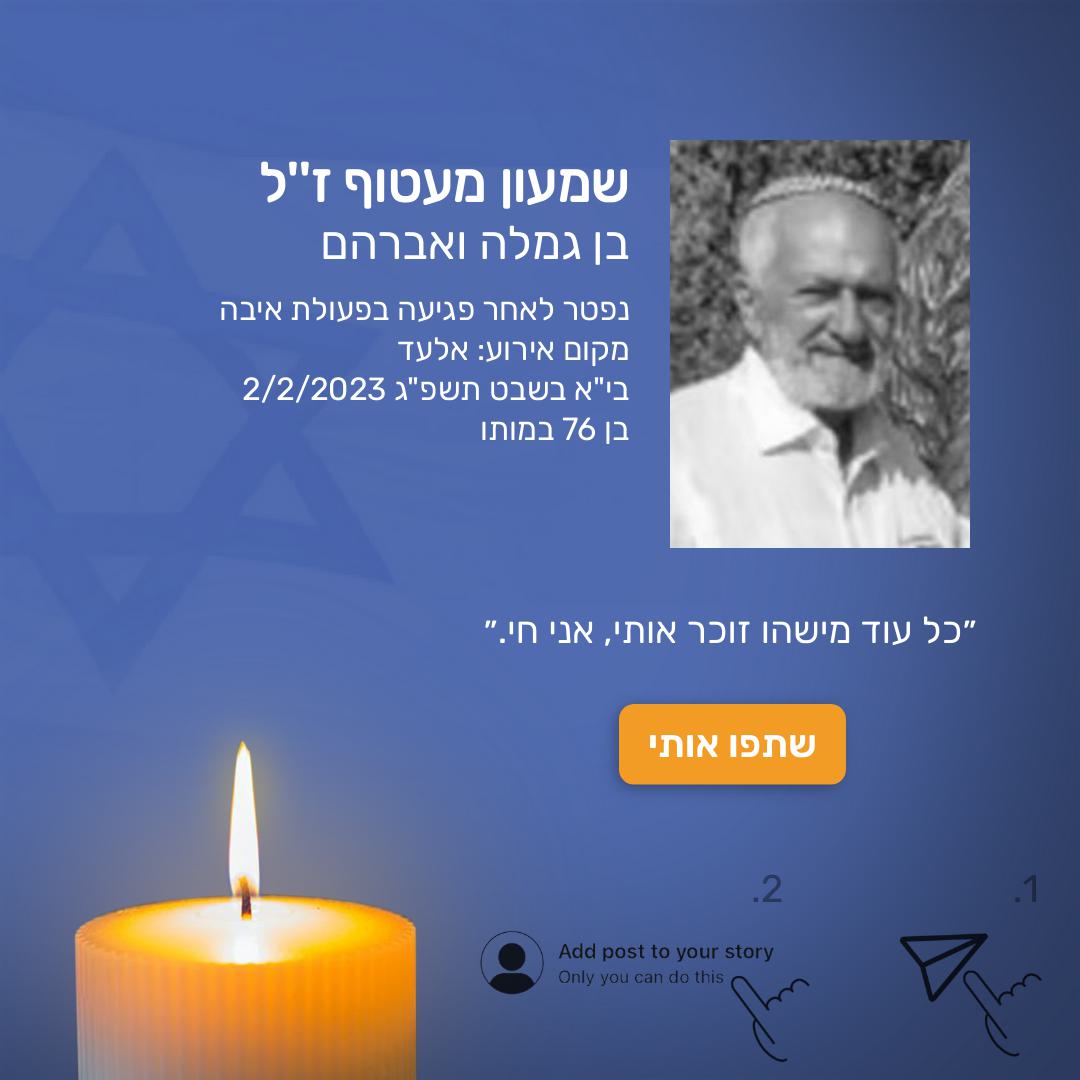 שמעון מעטוף ז"ל
בן גמלה ואברהם
נפטר לאחר פגיעה בפעולת איבה
מקום אירוע: אלעד
בי"א בשבט תשפ"ג 2/2/2023
בן 76 במותו
״כל עוד מישהו זוכר אותי, אני חי.״
שתפו אותי
1.
2.
Add post to your story
Only you can do this